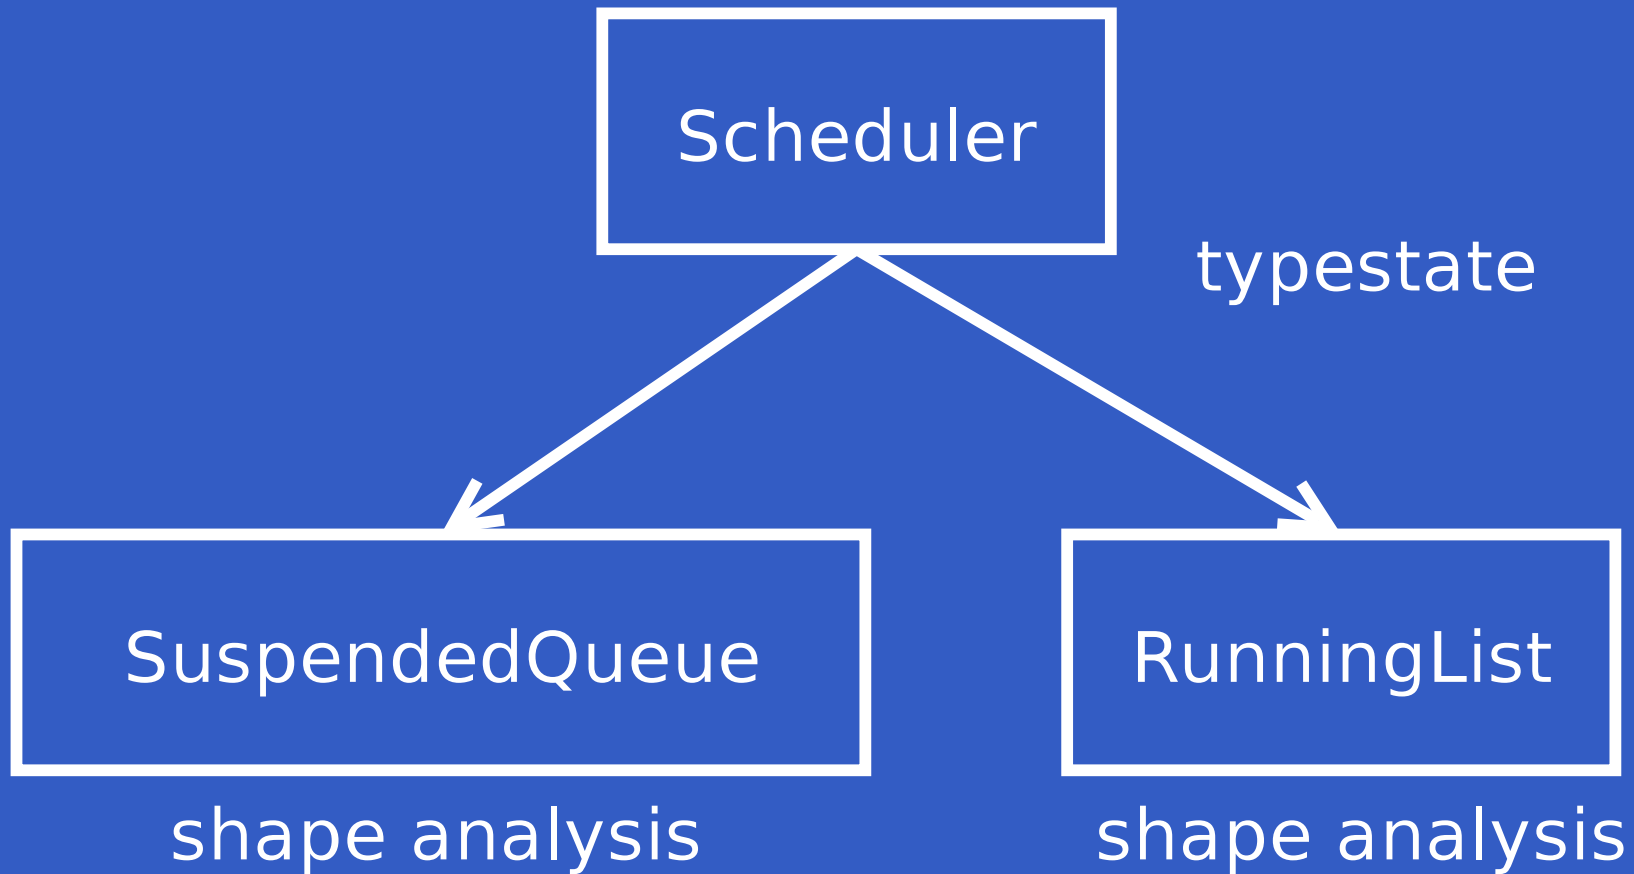 Scheduler
typestate
SuspendedQueue
RunningList
shape analysis
shape analysis